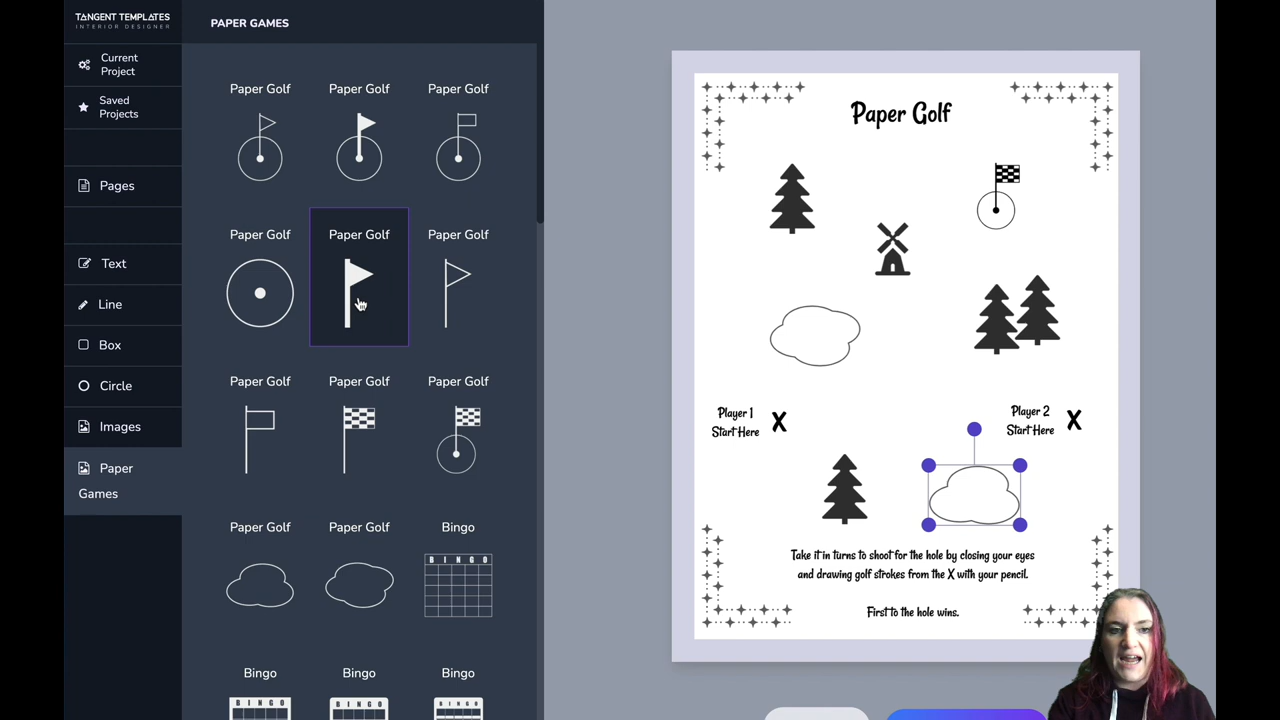 TANGENT TEMPLATES
INTERIOR DESIGNER
Current
Project
Saved
Projects
Pages
Text
Line
Box
Circle
Images
Paper
Games
PAPER GAMES
Paper Golf
Paper Golf
Paper Golf
Paper Golf
Paper Golf
Paper Golf
Paper Golf
Paper Golf
Paper Golf
Paper Golf
Paper Golf
Bingo
B I N G O
Bingo
Bingo
Bingo
B I N G O
B I N G O
B I N G O
Paper Golf
Player 1
Start Here
X
Player 2
Start Here
X
Take it in turns to shoot for the hole by closing your eyes
and drawing golf strokes from the X with your pencil.
First to the hole wins.